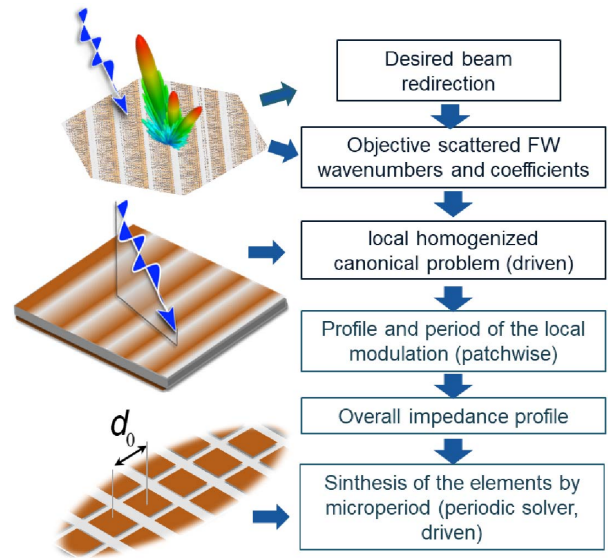 Desired beam
redirection
Objective scattered FW
wavenumbers and coefficients
local homogenized
canonical problem (driven)
Profile and period of the local
modulation (patchwise)
Overall impedance profile
d₀
Sinthesis of the elements by
microperiod (periodic solver,
driven)